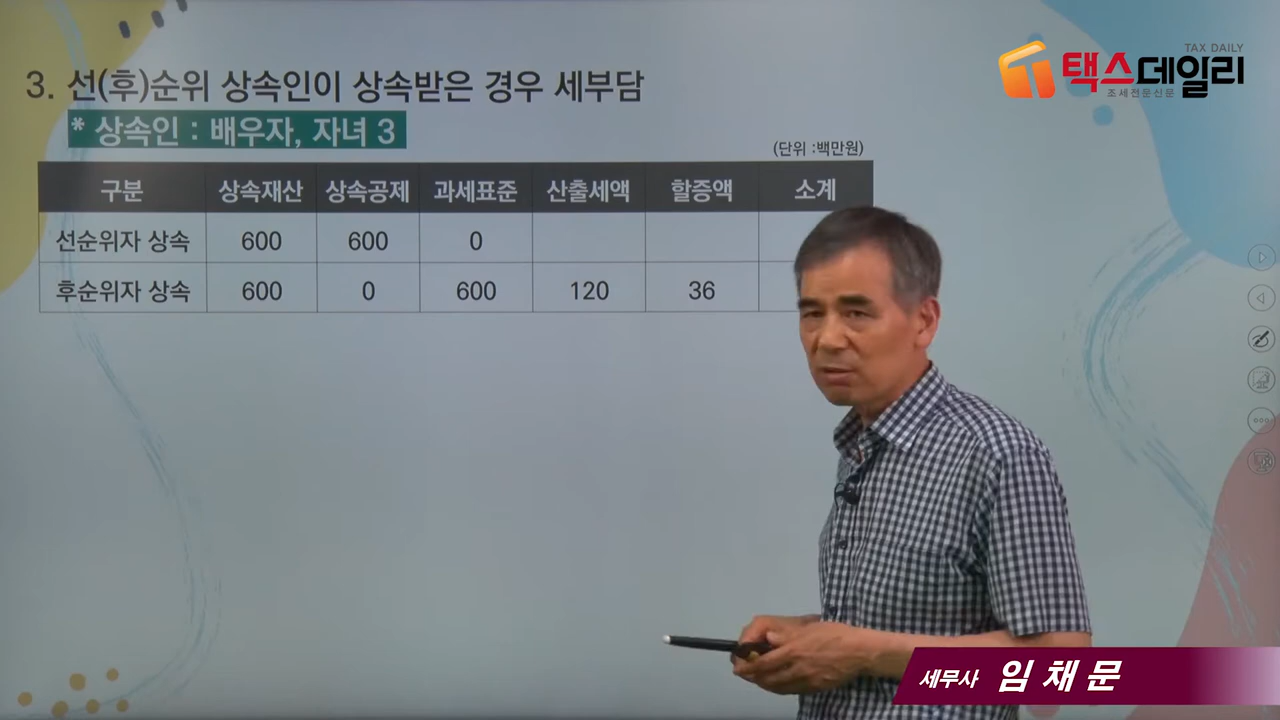 TAX DAILY
택스데일리
조세전문신문
3. 선(후)순위 상속인이 상속받은 경우 세부담
* 상속인 : 배우자, 자녀 3
(단위 :백만원)
구분 상속재산 상속공제 과세표준 산출세액 할증액 소계
선순위자 상속 600 600 0
후순위자 상속 600 0 600 120 36
세무사 임채문